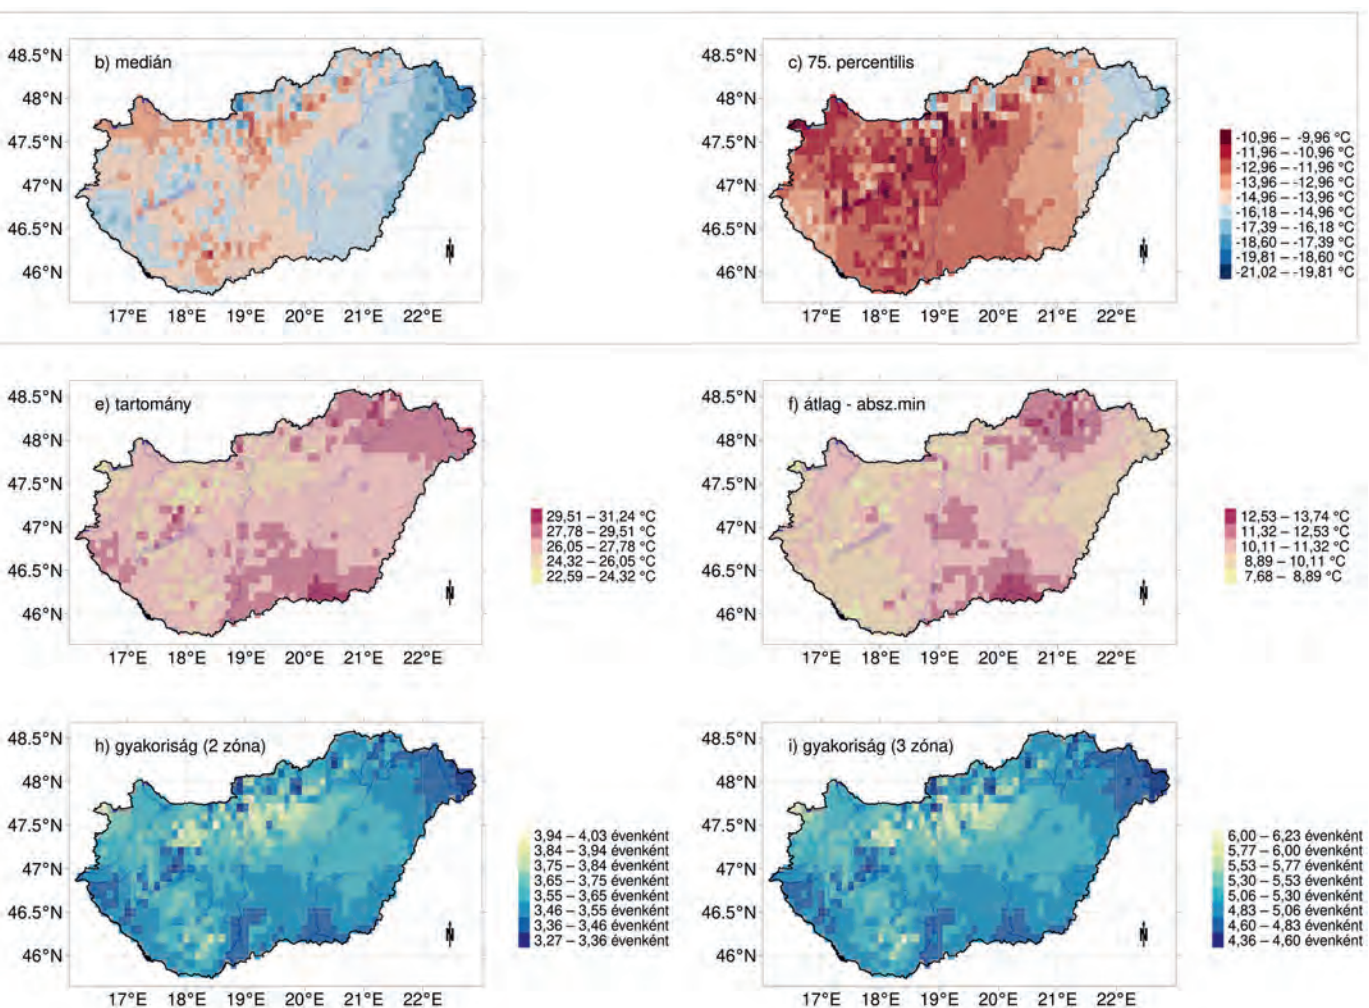 b) medián
48.5°N
48°N
47.5°N
47°N
46.5°N
46°N
17°E 18°E 19°E 20°E 21°E 22°E
N
c) 75. percentilis
48.5°N
48°N
47.5°N
47°N
46.5°N
46°N
17°E 18°E 19°E 20°E 21°E 22°E
N
-10,96 – -9,96 °C
-11,96 – -10,96 °C
-12,96 – -11,96 °C
-13,96 – -12,96 °C
-14,96 – -13,96 °C
-16,18 – -14,96 °C
-17,39 – -16,18 °C
-18,60 – -17,39 °C
-19,81 – -18,60 °C
-21,02 – -19,81 °C
e) tartomány
48.5°N
48°N
47.5°N
47°N
46.5°N
46°N
17°E 18°E 19°E 20°E 21°E 22°E
N
29,51 – 31,24 °C
27,78 – 29,51 °C
26,05 – 27,78 °C
24,32 – 26,05 °C
22,59 – 24,32 °C
f) átlag - absz.min
48.5°N
48°N
47.5°N
47°N
46.5°N
46°N
17°E 18°E 19°E 20°E 21°E 22°E
N
12,53 – 13,74 °C
11,32 – 12,53 °C
10,11 – 11,32 °C
8,89 – 10,11 °C
7,68 – 8,89 °C
h) gyakoriság (2 zóna)
48.5°N
48°N
47.5°N
47°N
46.5°N
46°N
17°E 18°E 19°E 20°E 21°E 22°E
N
3,94 – 4,03 évenként
3,84 – 3,94 évenként
3,75 – 3,84 évenként
3,65 – 3,75 évenként
3,55 – 3,65 évenként
3,46 – 3,55 évenként
3,36 – 3,46 évenként
3,27 – 3,36 évenként
i) gyakoriság (3 zóna)
48.5°N
48°N
47.5°N
47°N
46.5°N
46°N
17°E 18°E 19°E 20°E 21°E 22°E
N
6,00 – 6,23 évenként
5,77 – 6,00 évenként
5,53 – 5,77 évenként
5,30 – 5,53 évenként
5,06 – 5,30 évenként
4,83 – 5,06 évenként
4,60 – 4,83 évenként
4,36 – 4,60 évenként